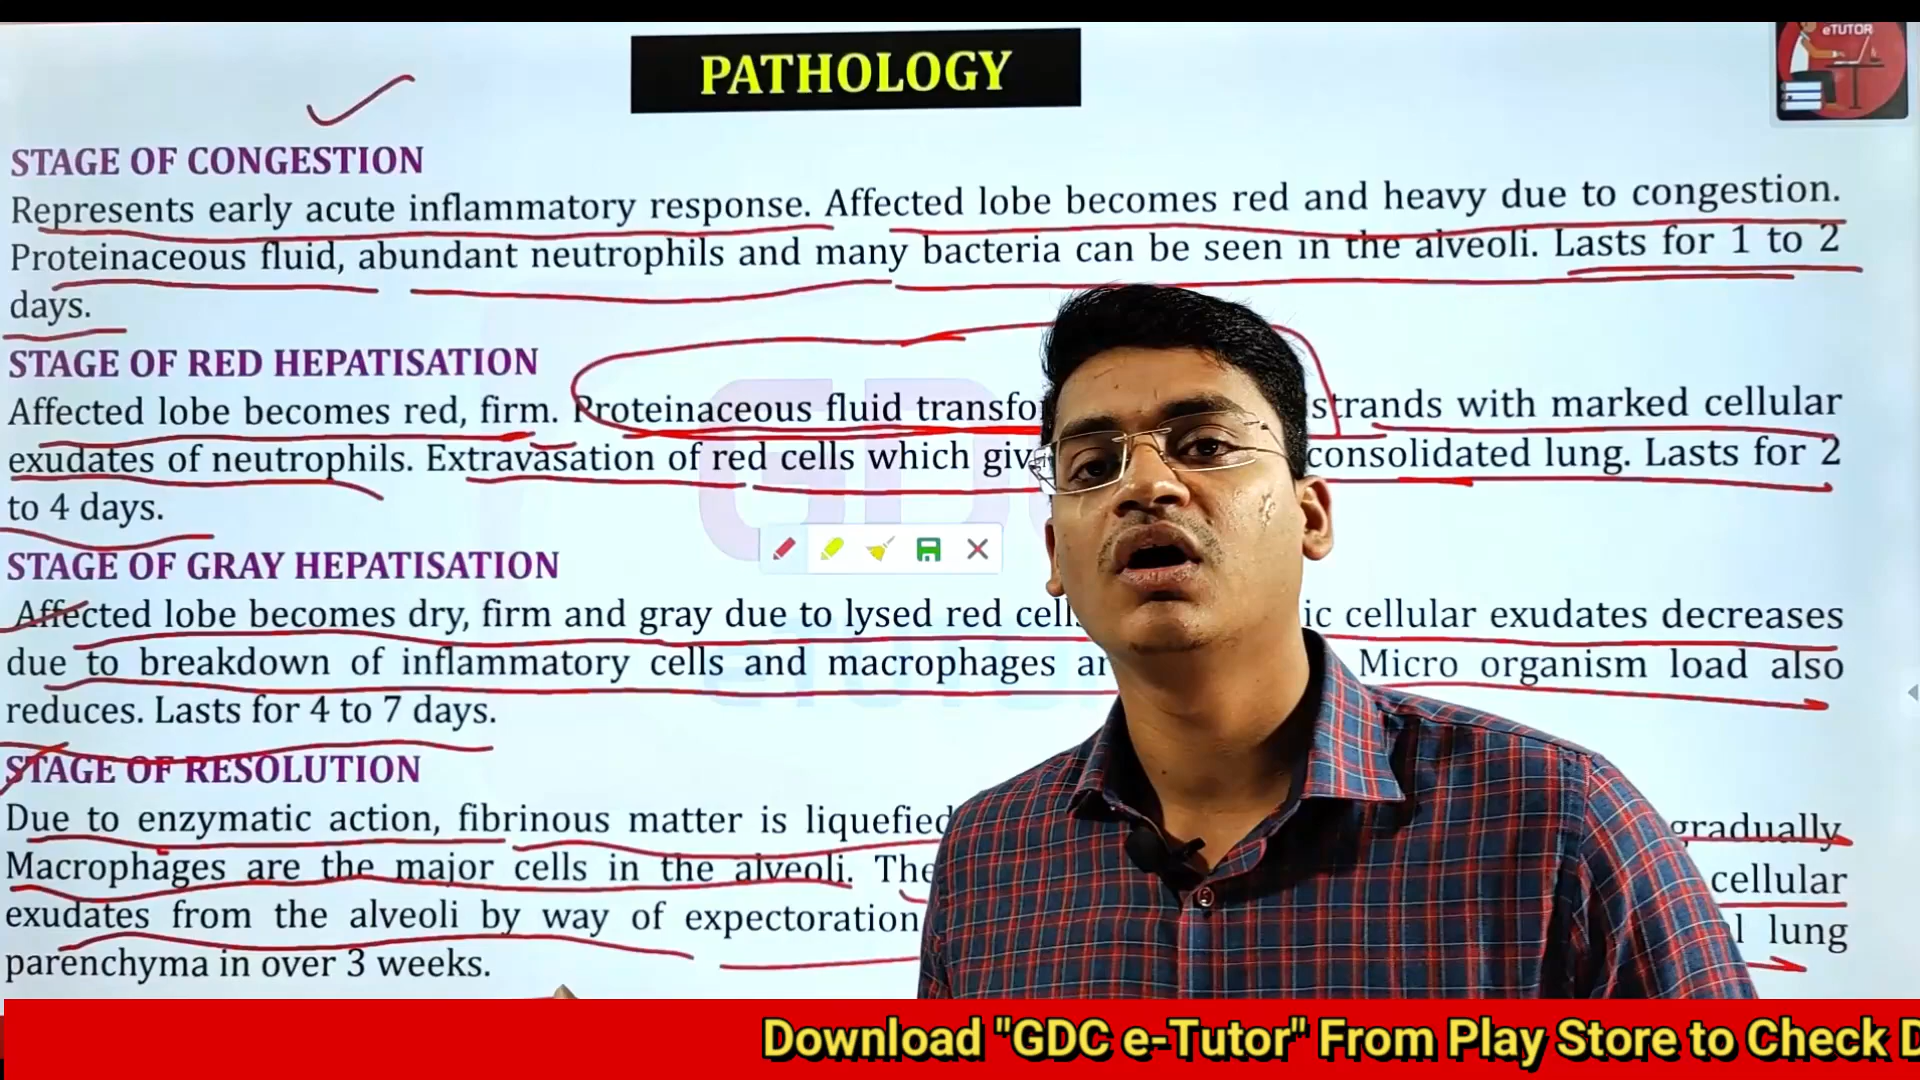 eTUTOR
PATHOLOGY
STAGE OF CONGESTION
Represents early acute inflammatory response. Affected lobe becomes red and heavy due to congestion.
Proteinaceous fluid, abundant neutrophils and many bacteria can be seen in the alveoli. Lasts for 1 to 2
days.
STAGE OF RED HEPATISATION
Affected lobe becomes red, firm. Proteinaceous fluid strands with marked cellular
exudates of neutrophils. Extravasation of red cells which consolidated lung. Lasts for 2
to 4 days.
STAGE OF GRAY HEPATISATION
Affected lobe becomes dry, firm and gray due to lysed red cellular exudates decreases
due to breakdown of inflammatory cells and macrophages Micro organism load also
reduces. Lasts for 4 to 7 days.
STAGE OF RESOLUTION
Due to enzymatic action, fibrinous matter is liquefied gradually
Macrophages are the major cells in the alveoli. cellular
exudates from the alveoli by way of expectoration lung
parenchyma in over 3 weeks.
Download "GDC e-Tutor" From Play Store to Check